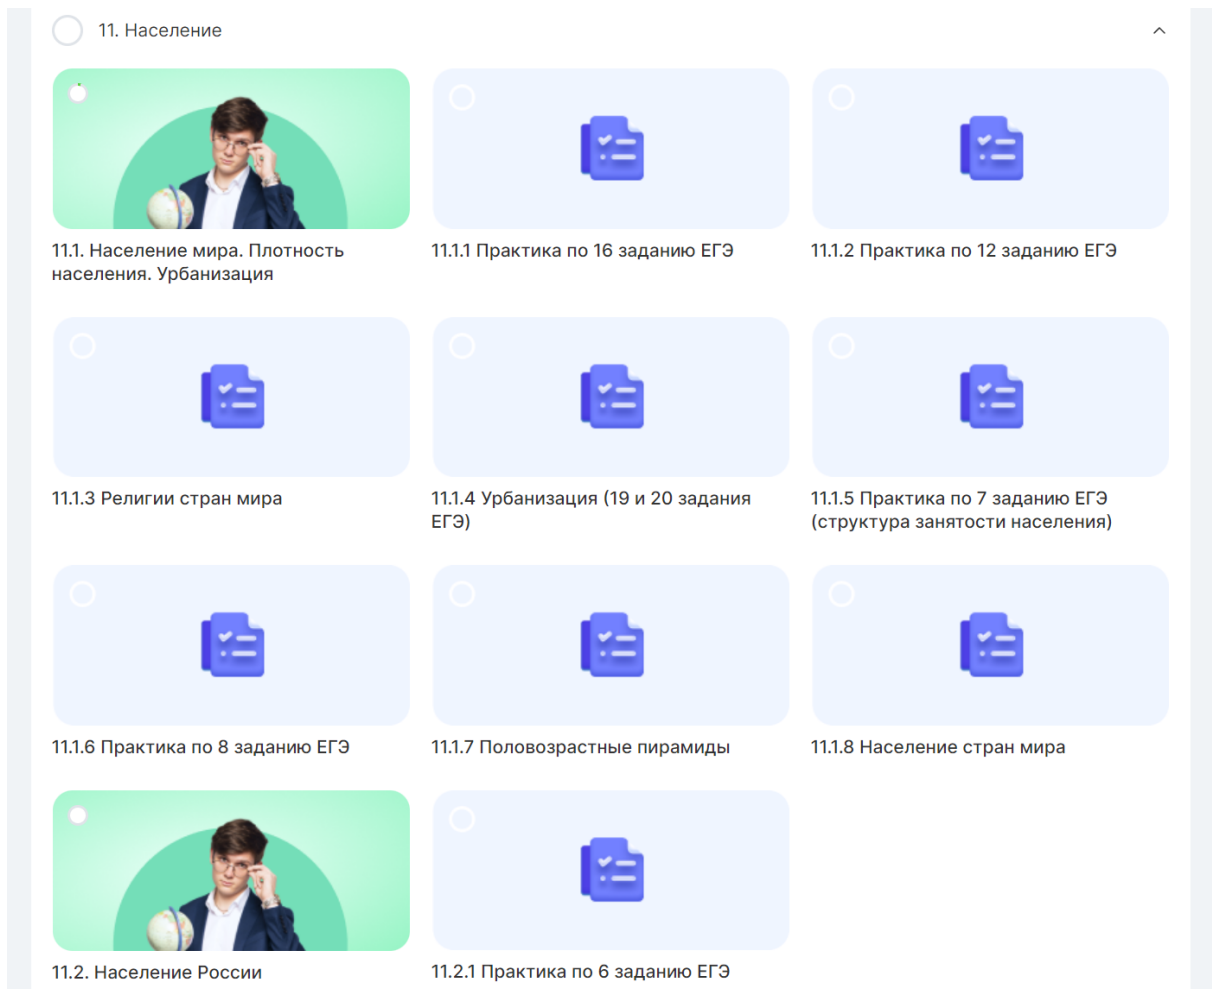 11. Население
11.1. Население мира. Плотность
населения. Урбанизация
11.1.1 Практика по 16 заданию ЕГЭ
11.1.2 Практика по 12 заданию ЕГЭ
11.1.3 Религии стран мира
11.1.4 Урбанизация (19 и 20 задания
ЕГЭ)
11.1.5 Практика по 7 заданию ЕГЭ
(структура занятости населения)
11.1.6 Практика по 8 заданию ЕГЭ
11.1.7 Половозрастные пирамиды
11.1.8 Население стран мира
11.2. Население России
11.2.1 Практика по 6 заданию ЕГЭ